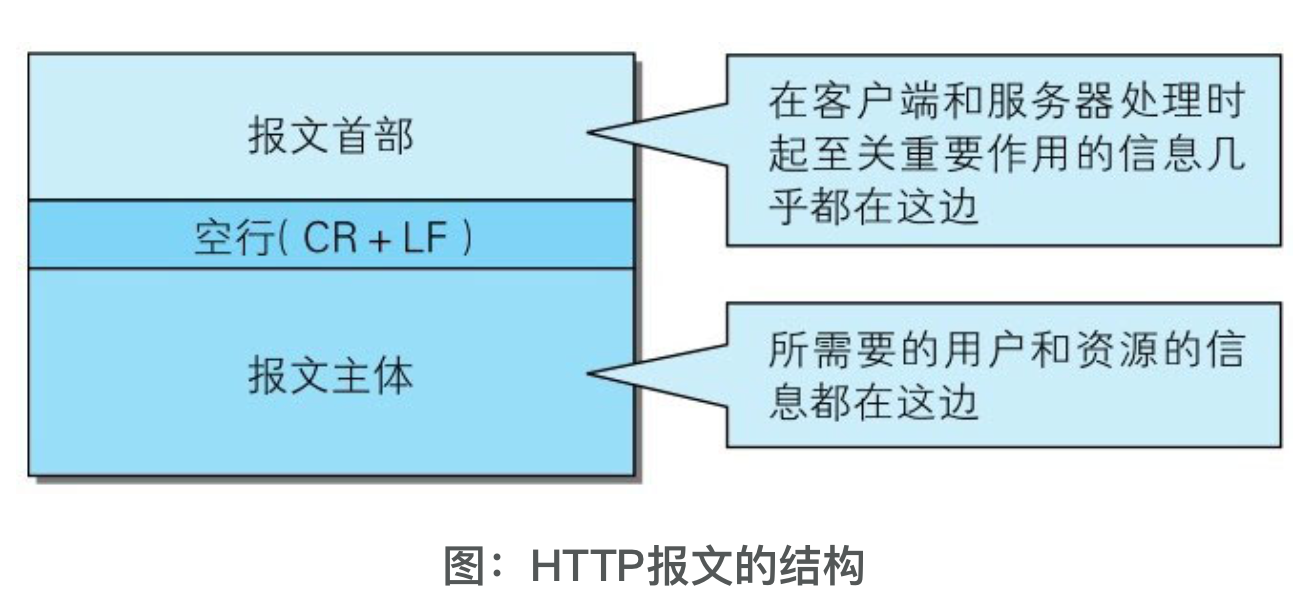 报文首部
在客户端和服务器处理时
起至关重要作用的信息几
乎都在这边
空行( CR + LF )
报文主体
所需要的用户和资源的信
息都在这边
图：HTTP报文的结构